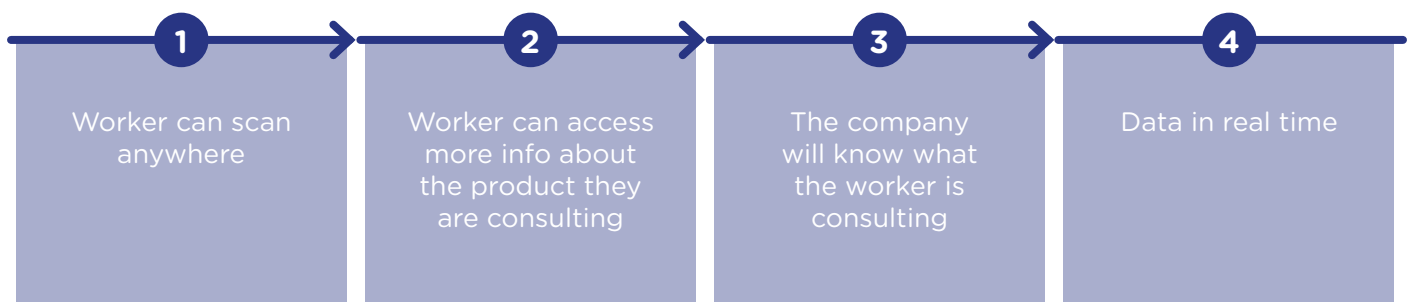 1
Worker can scan
anywhere
2
Worker can access
more info about
the product they
are consulting
3
The company
will know what
the worker is
consulting
4
Data in real time